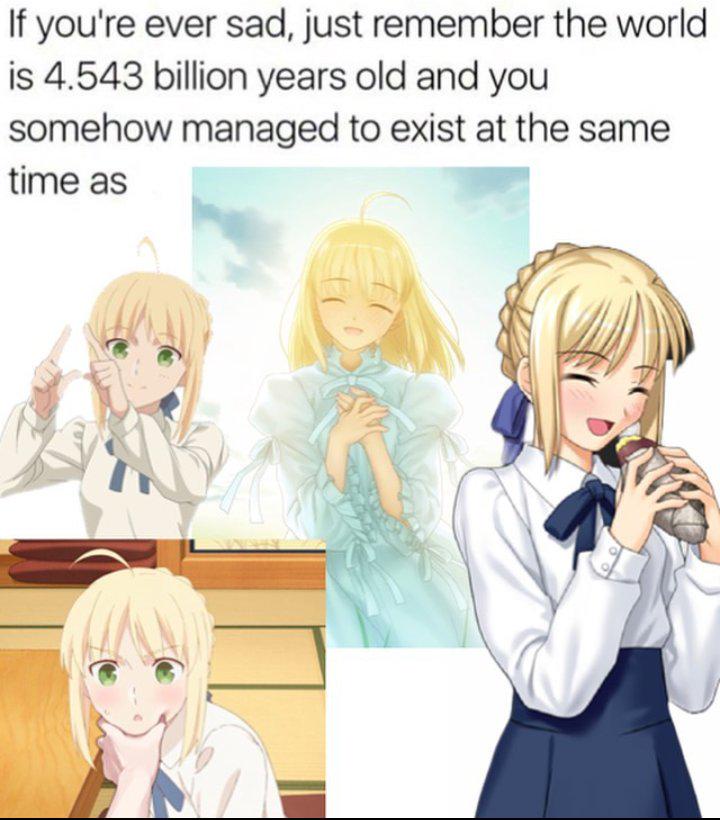 If you're ever sad, just remember the world
is 4.543 billion years old and you
somehow managed to exist at the same
time as